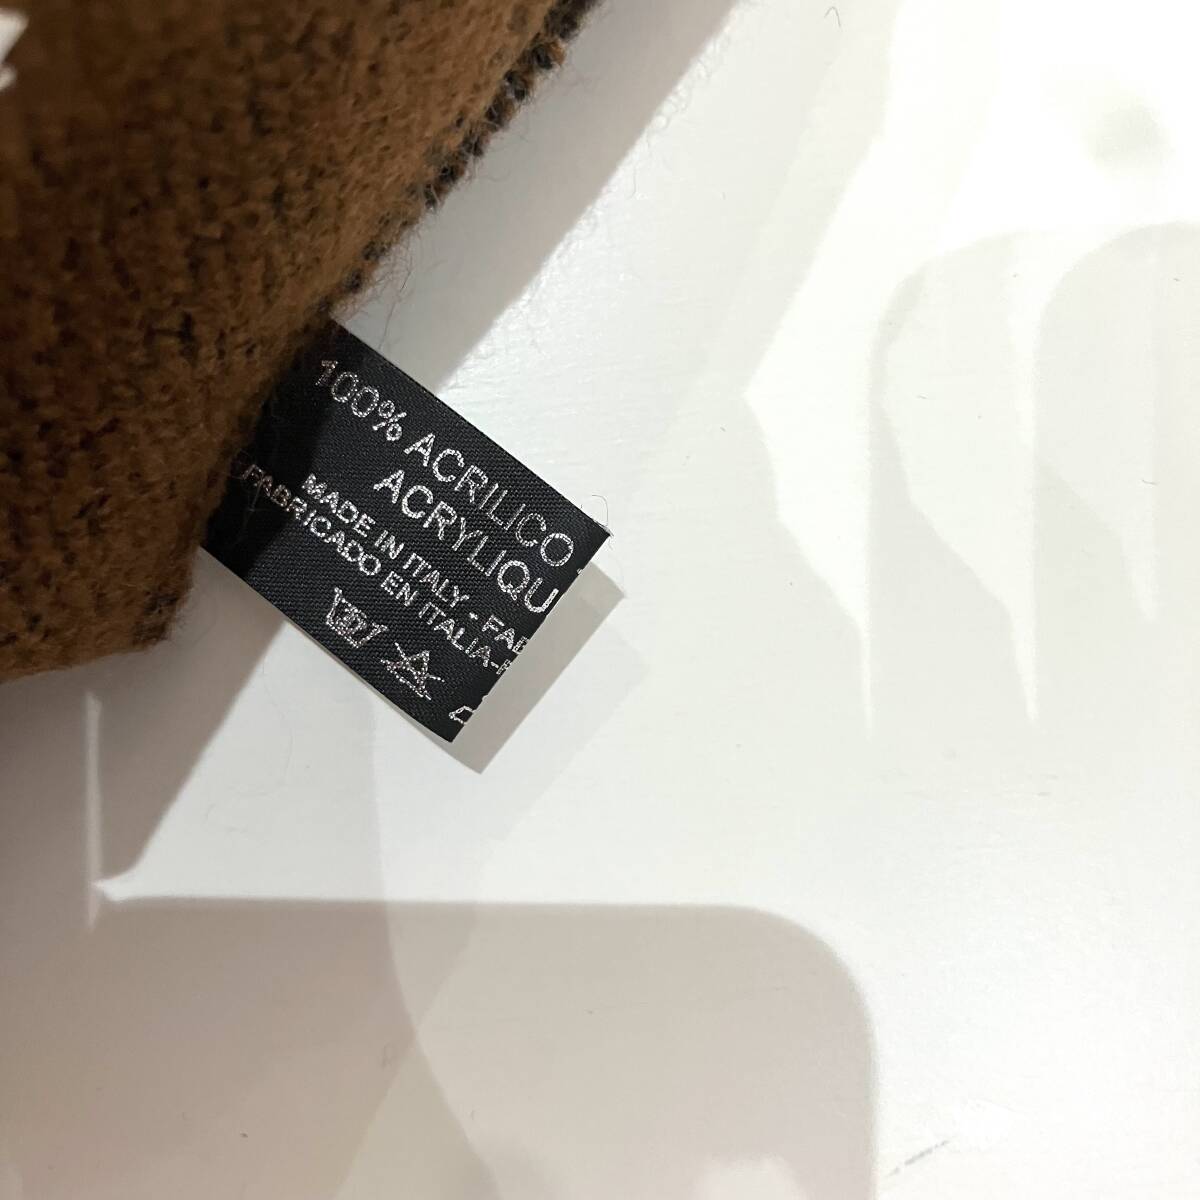 100% ACRILICO
ACRYLIQU
MADE IN ITALY - FAB
FABRICADO EN ITALIA-